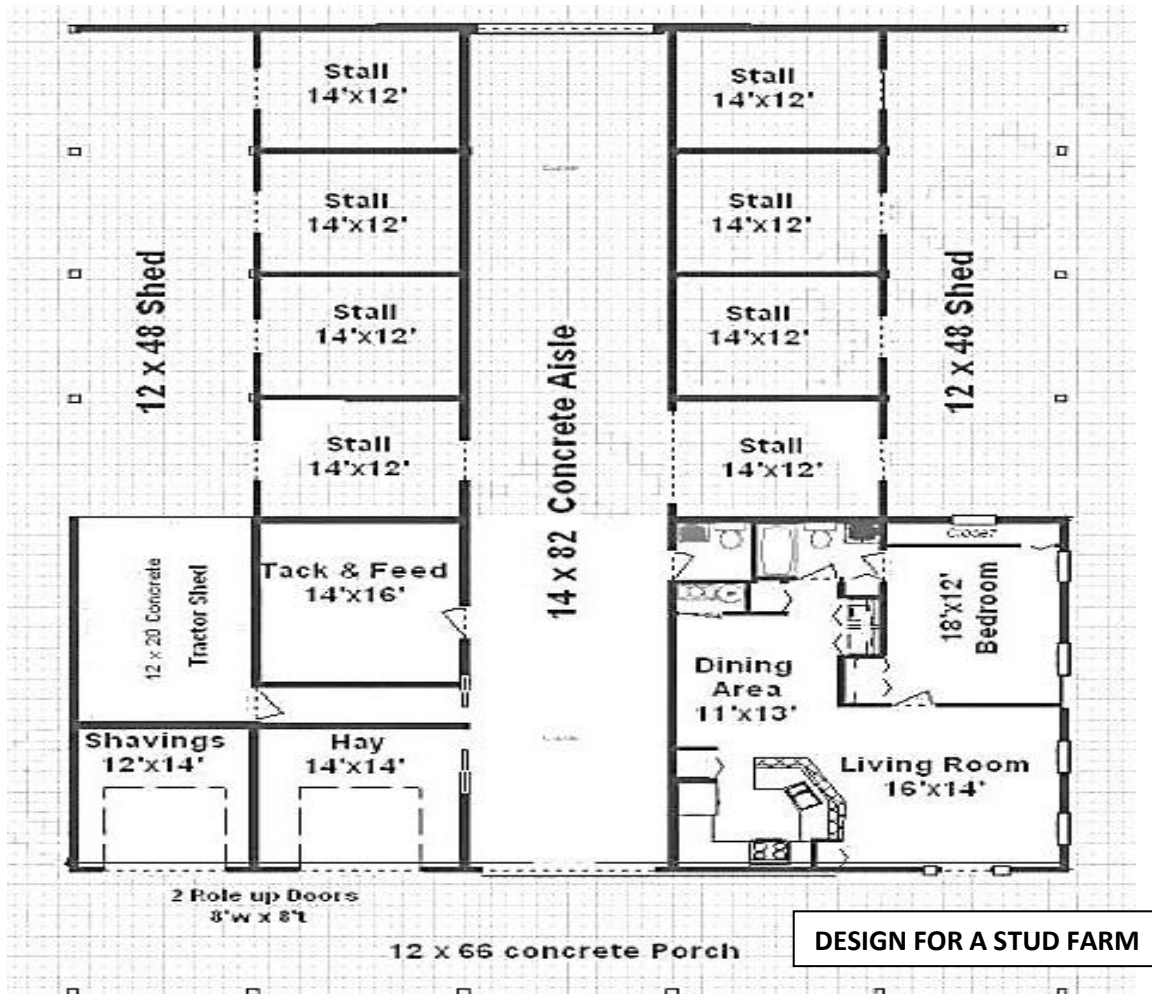 Stall
14'x12'
Stall
14'x12'
Stall
14'x12'
Stall
14'x12'
Stall
14'x12'
Stall
14'x12'
Stall
14'x12'
Stall
14'x12'
12 x 48 Shed
14 x 82 Concrete Aisle
12 x 48 Shed
12 x 20 Concrete
Tractor Shed
Tack & Feed
14'x16'
Closet
18'x12'
Bedroom
Dining
Area
11'x13'
Shavings
12'x14'
Hay
14'x14'
Living Room
16'x14'
2 Role up Doors
8'w x 8't
12 x 66 concrete Porch
DESIGN FOR A STUD FARM